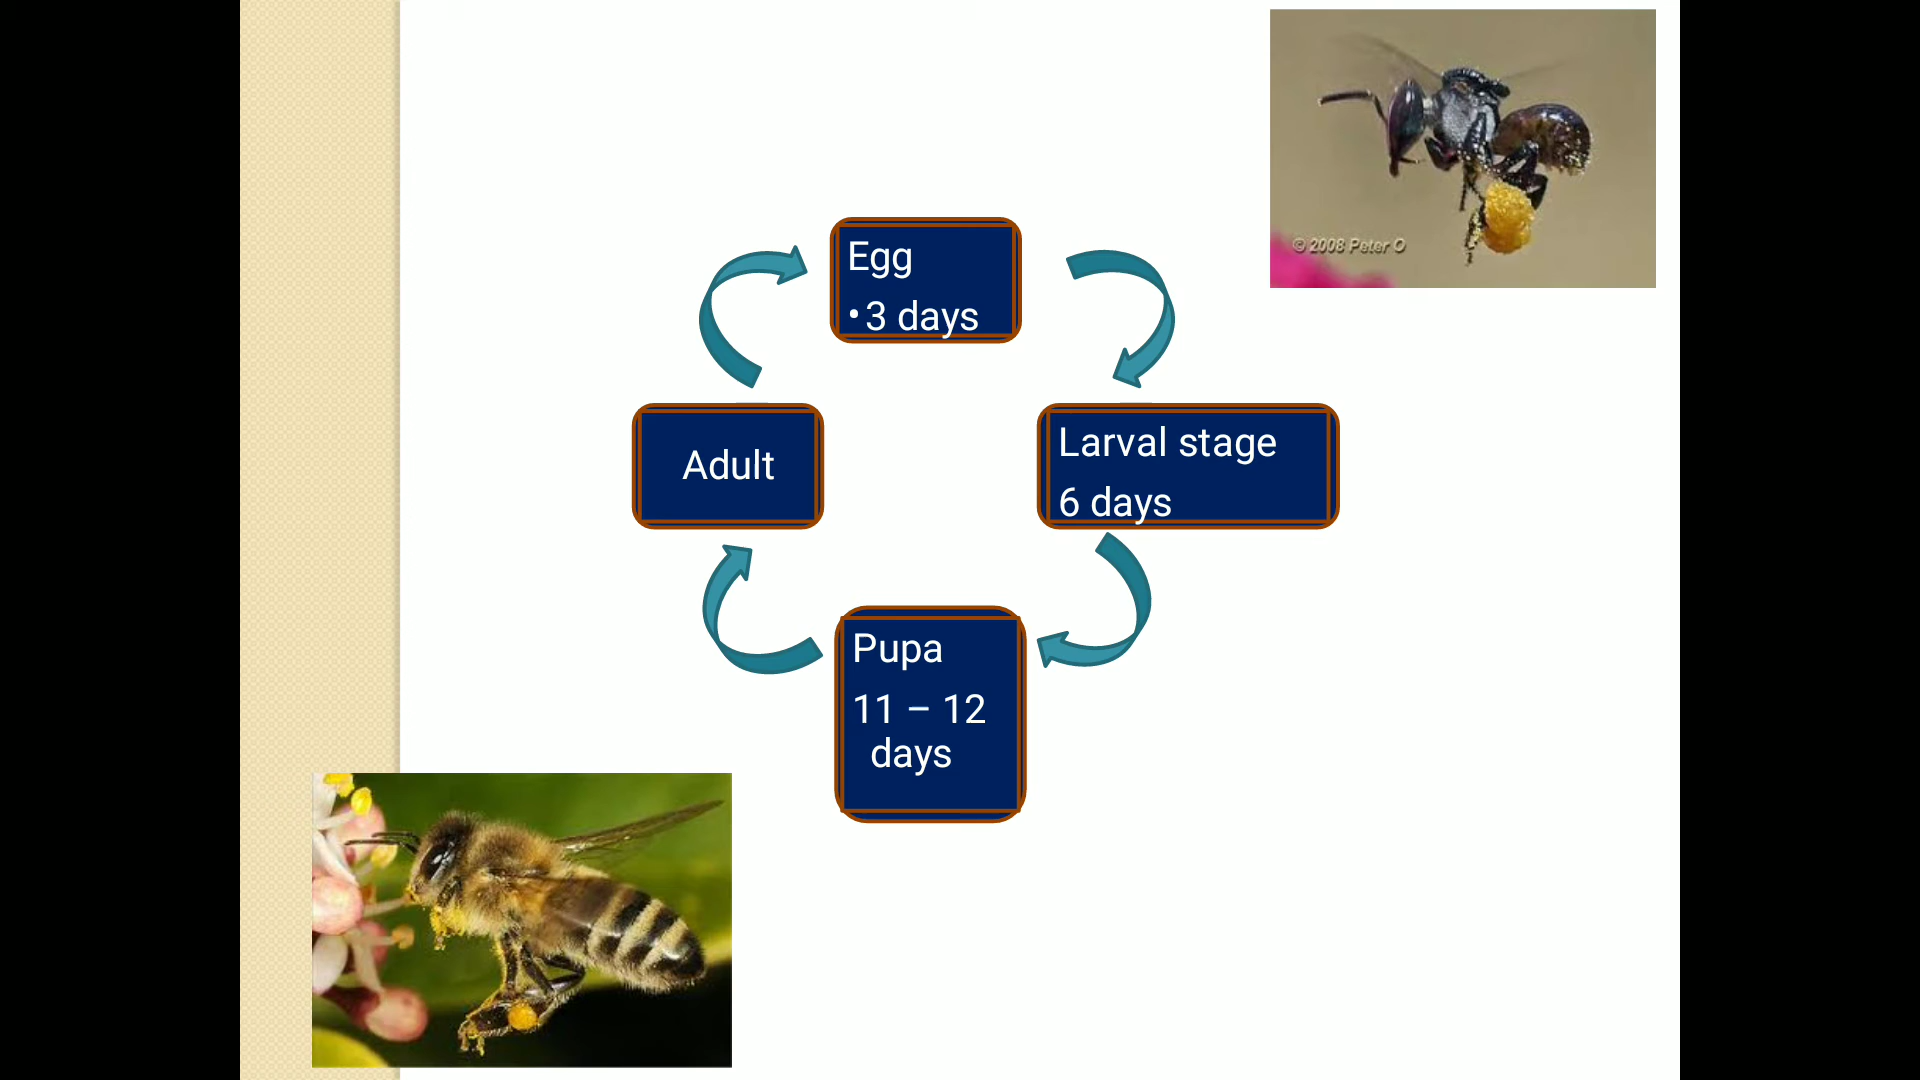 © 2008 Peter O
Egg
•3 days
Adult
Larval stage
6 days
Pupa
11 – 12
days